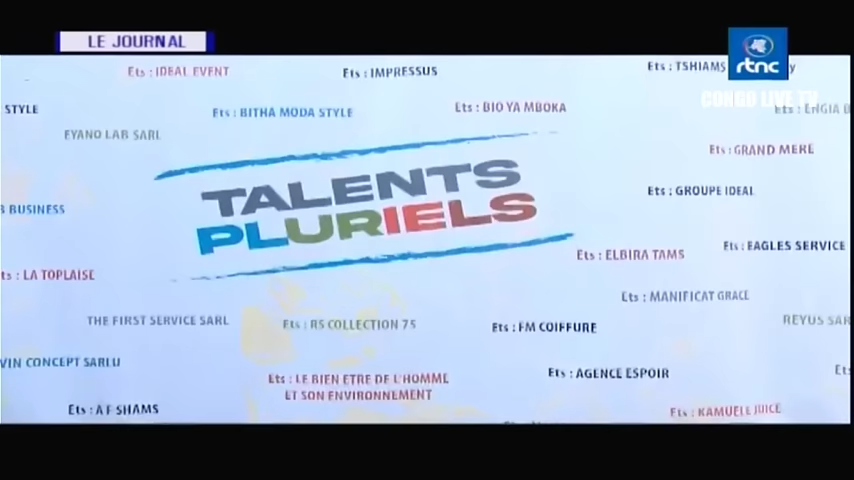 LE JOURNAL
rtnc
CONGO LIVE TV
Ets : IDEAL EVENT
Ets : IMPRESSUS
Ets : TSHIAMS
STYLE
Ets : BITHA MODA STYLE
Ets : BIO YA MBOKA
EYANO LAB SARL
Ets : GRAND MERE
TALENTS
PLURIELS
Ets : GROUPE IDEAL
BUSINESS
Ets : EAGLES SERVICE
Ets : ELBIRA TAMS
ts : LA TOPLAISE
Ets : MANIFICAT GRACE
THE FIRST SERVICE SARL
Ets : RS COLLECTION 75
Ets : FM COIFFURE
REYUS SAR
VIN CONCEPT SARLU
Ets : LE BIEN ETRE DE L'HOMME
ET SON ENVIRONNEMENT
Ets : AGENCE ESPOIR
Ets : A F SHAMS
Ets : KAMUELE JUICE